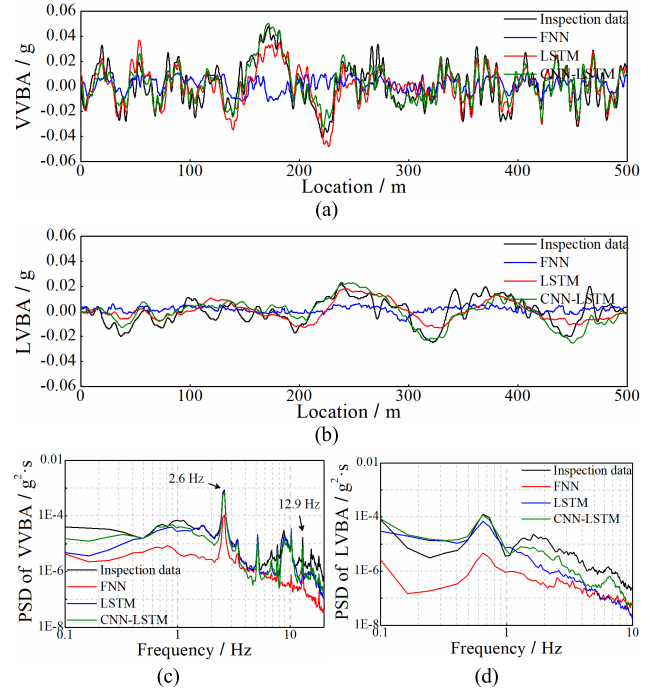 0.06
0.04
0.02
0.00
-0.02
-0.04
-0.06
VVBA / g
Inspection data
FNN
LSTM
CNN-LSTM
0 100 200 300 400 500
Location / m
(a)
0.06
0.04
0.02
0.00
-0.02
-0.04
-0.06
LVBA / g
Inspection data
FNN
LSTM
CNN-LSTM
0 100 200 300 400 500
Location / m
(b)
0.01
1E-4
1E-6
1E-8
PSD of VVBA / g²·s
2.6 Hz
12.9 Hz
Inspection data
FNN
LSTM
CNN-LSTM
0.1 1 10
Frequency / Hz
(c)
0.01
1E-4
1E-6
1E-8
PSD of LVBA / g²·s
Inspection data
FNN
LSTM
CNN-LSTM
0.1 1 10
Frequency / Hz
(d)